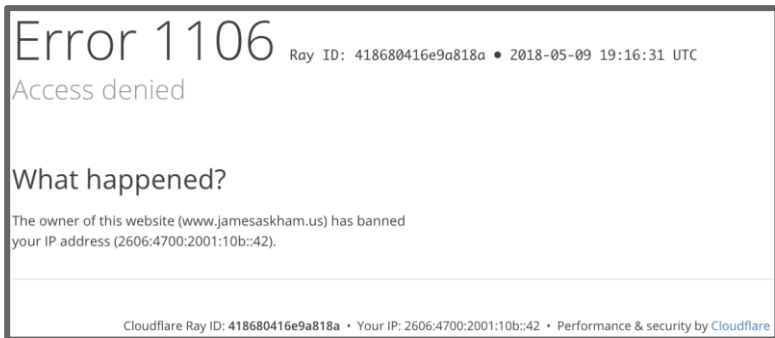 Error 1106 Ray ID: 418680416e9a818a • 2018-05-09 19:16:31 UTC
Access denied
What happened?
The owner of this website (www.jamesaskham.us) has banned
your IP address (2606:4700:2001:10b::42).
Cloudflare Ray ID: 418680416e9a818a • Your IP: 2606:4700:2001:10b::42 • Performance & security by Cloudflare